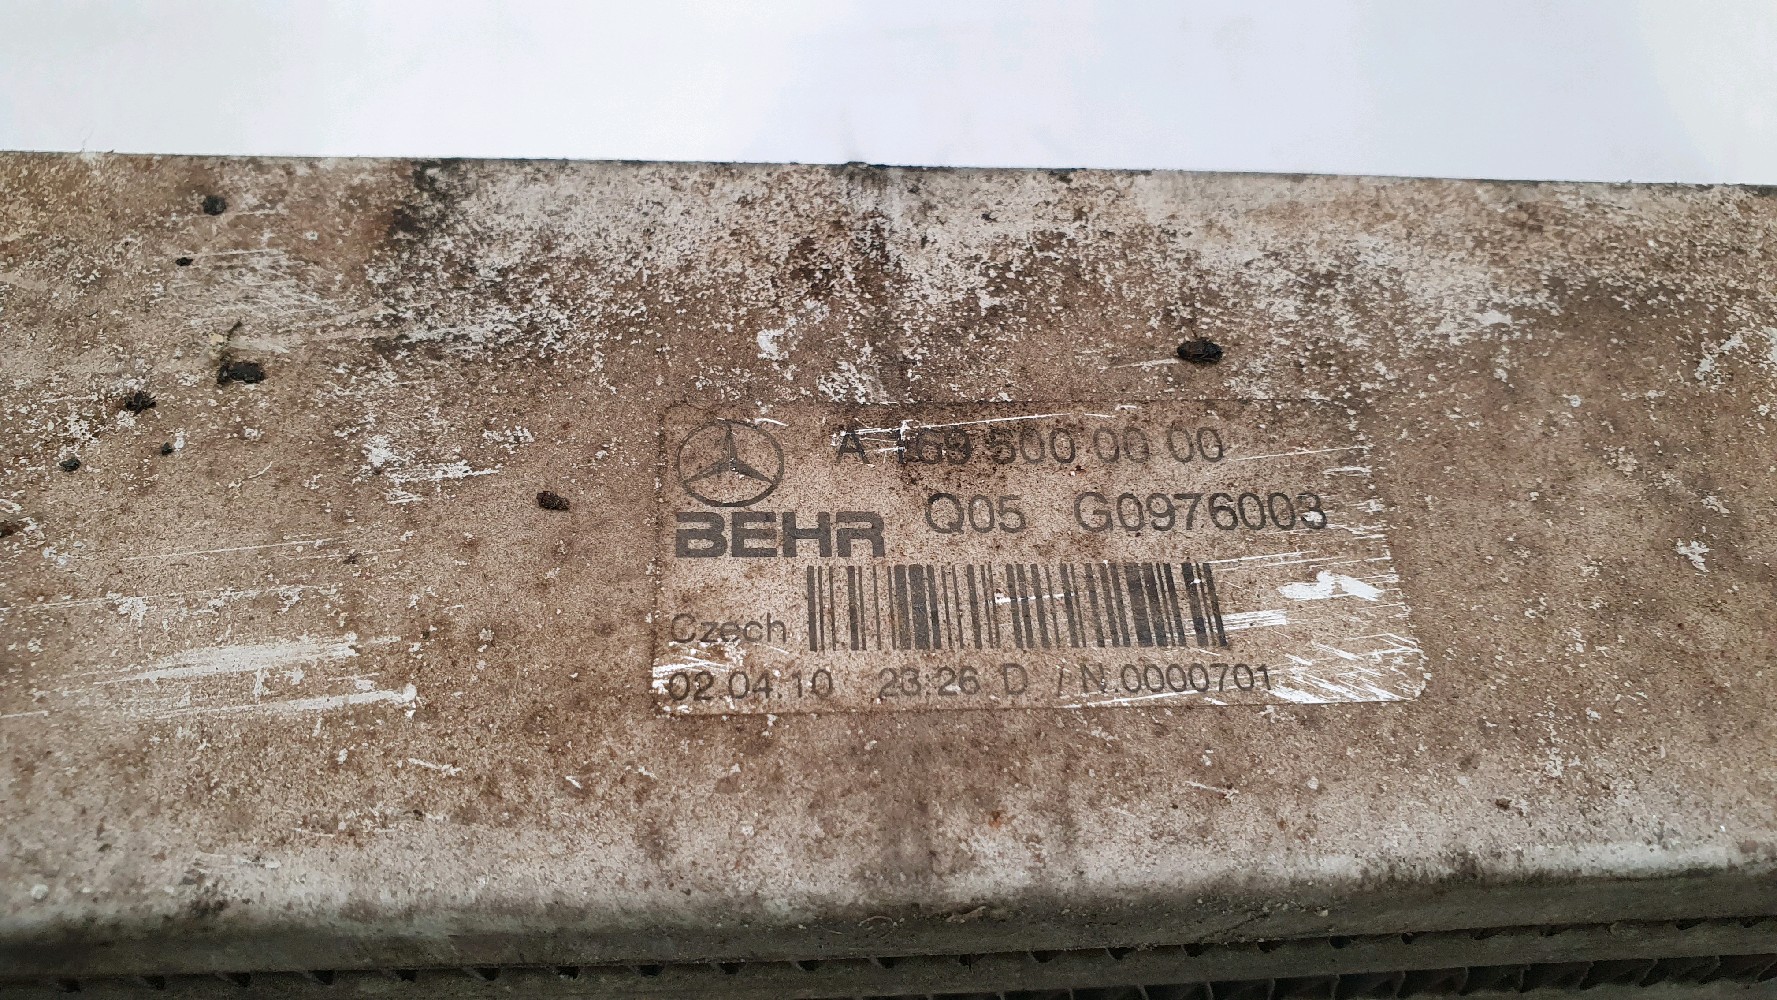 A 169 500 00 00
BEHR Q05 G0976003
Czech
02.04.10 23:26 D / N.0000701